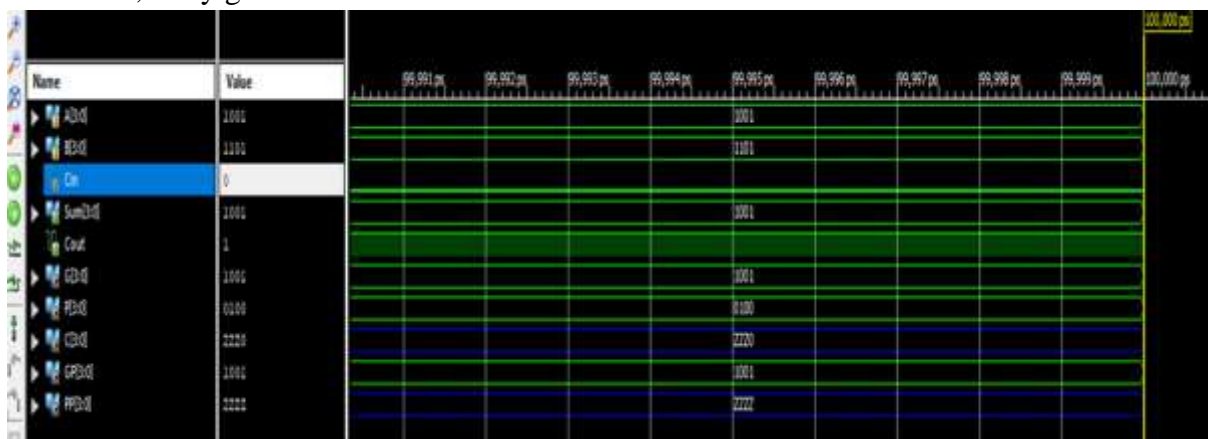 100,000 ps
Name Value 99,991 ps 99,992 ps 99,993 ps 99,994 ps 99,995 ps 99,996 ps 99,997 ps 99,998 ps 99,999 ps 100,000 ps
A[3:0] 1001 1001
B[3:0] 1101 1101
Cin 0
Sum[3:0] 1001 1001
Cout 1
G[3:0] 1001 1001
P[3:0] 0100 0100
C[3:0] ZZZ0 ZZZ0
GP[3:0] 1001 1001
PP[3:0] ZZZZ ZZZZ